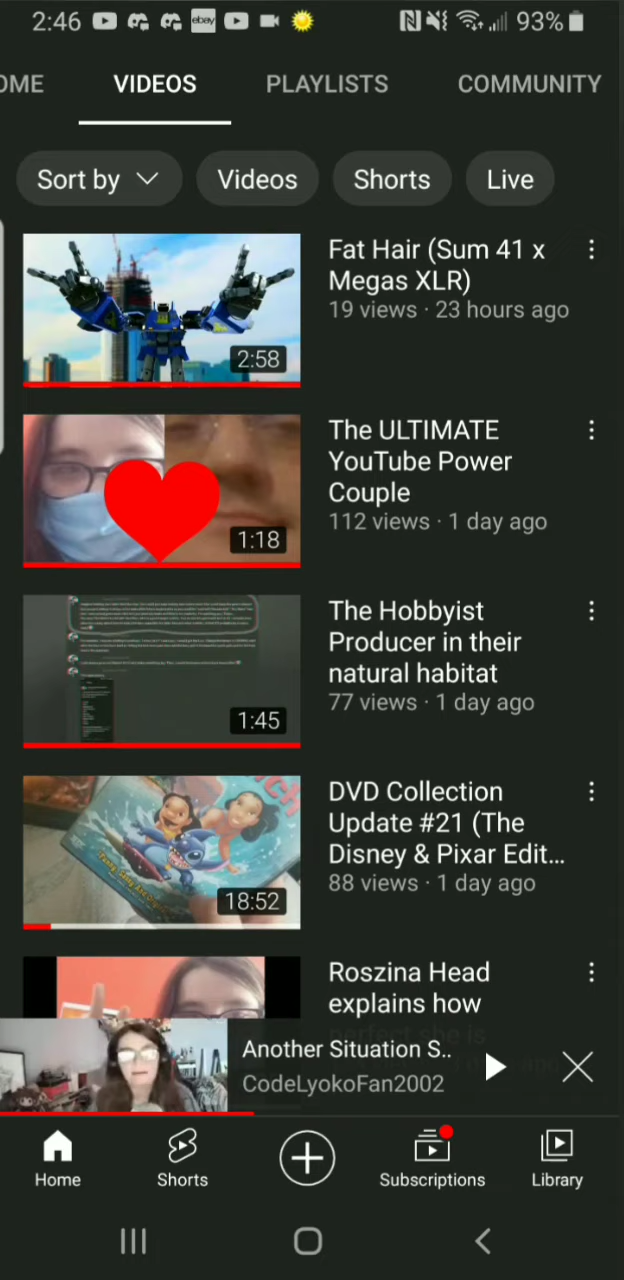 2:46
ebay
93%
OME
VIDEOS
PLAYLISTS
COMMUNITY
Sort by
Videos
Shorts
Live
2:58
Fat Hair (Sum 41 x
Megas XLR)
19 views · 23 hours ago
1:18
The ULTIMATE
YouTube Power
Couple
112 views · 1 day ago
1:45
The Hobbyist
Producer in their
natural habitat
77 views · 1 day ago
18:52
DVD Collection
Update #21 (The
Disney & Pixar Edit...
88 views · 1 day ago
Roszina Head
explains how
perfect she is
Another Situation S..
CodeLyokoFan2002
Home
Shorts
Subscriptions
Library